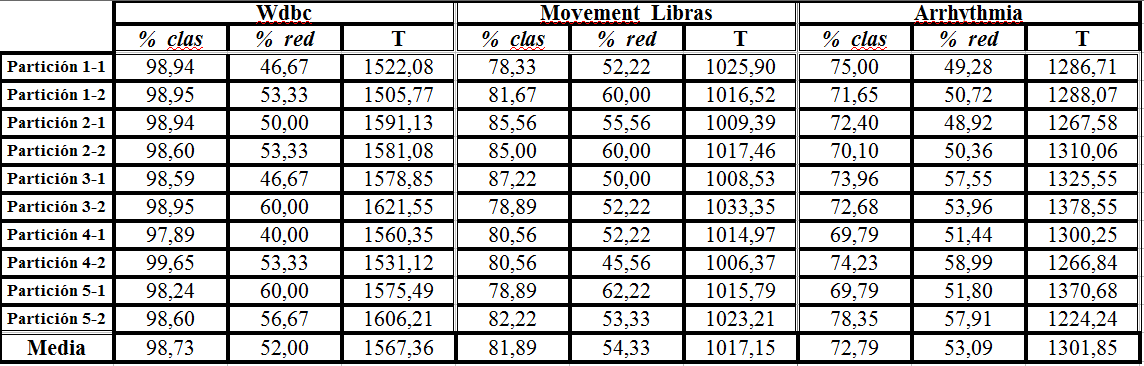 Wdbc Movement Libras Arrhythmia
% clas % red T % clas % red T % clas % red T
Partición 1-1 98,94 46,67 1522,08 78,33 52,22 1025,90 75,00 49,28 1286,71
Partición 1-2 98,95 53,33 1505,77 81,67 60,00 1016,52 71,65 50,72 1288,07
Partición 2-1 98,94 50,00 1591,13 85,56 55,56 1009,39 72,40 48,92 1267,58
Partición 2-2 98,60 53,33 1581,08 85,00 60,00 1017,46 70,10 50,36 1310,06
Partición 3-1 98,59 46,67 1578,85 87,22 50,00 1008,53 73,96 57,55 1325,55
Partición 3-2 98,95 60,00 1621,55 78,89 52,22 1033,35 72,68 53,96 1378,55
Partición 4-1 97,89 40,00 1560,35 80,56 52,22 1014,97 69,79 51,44 1300,25
Partición 4-2 99,65 53,33 1531,12 80,56 45,56 1006,37 74,23 58,99 1266,84
Partición 5-1 98,24 60,00 1575,49 78,89 62,22 1015,79 69,79 51,80 1370,68
Partición 5-2 98,60 56,67 1606,21 82,22 53,33 1023,21 78,35 57,91 1224,24
Media 98,73 52,00 1567,36 81,89 54,33 1017,15 72,79 53,09 1301,85